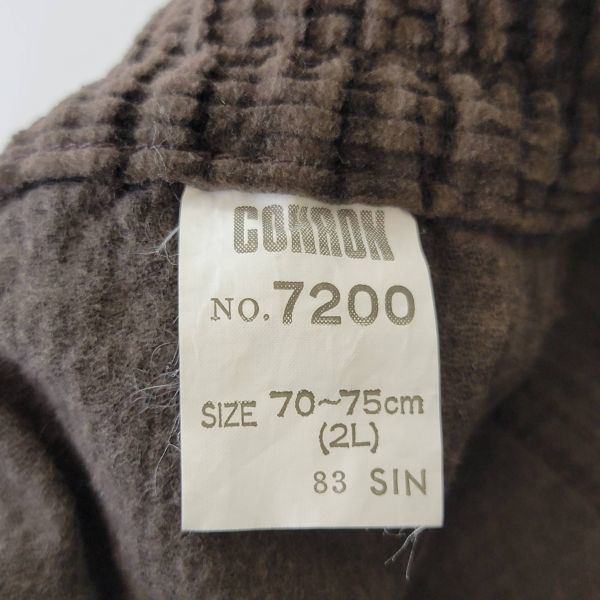 COHRON
NO. 7200
SIZE 70~75cm
(2L)
83 SIN